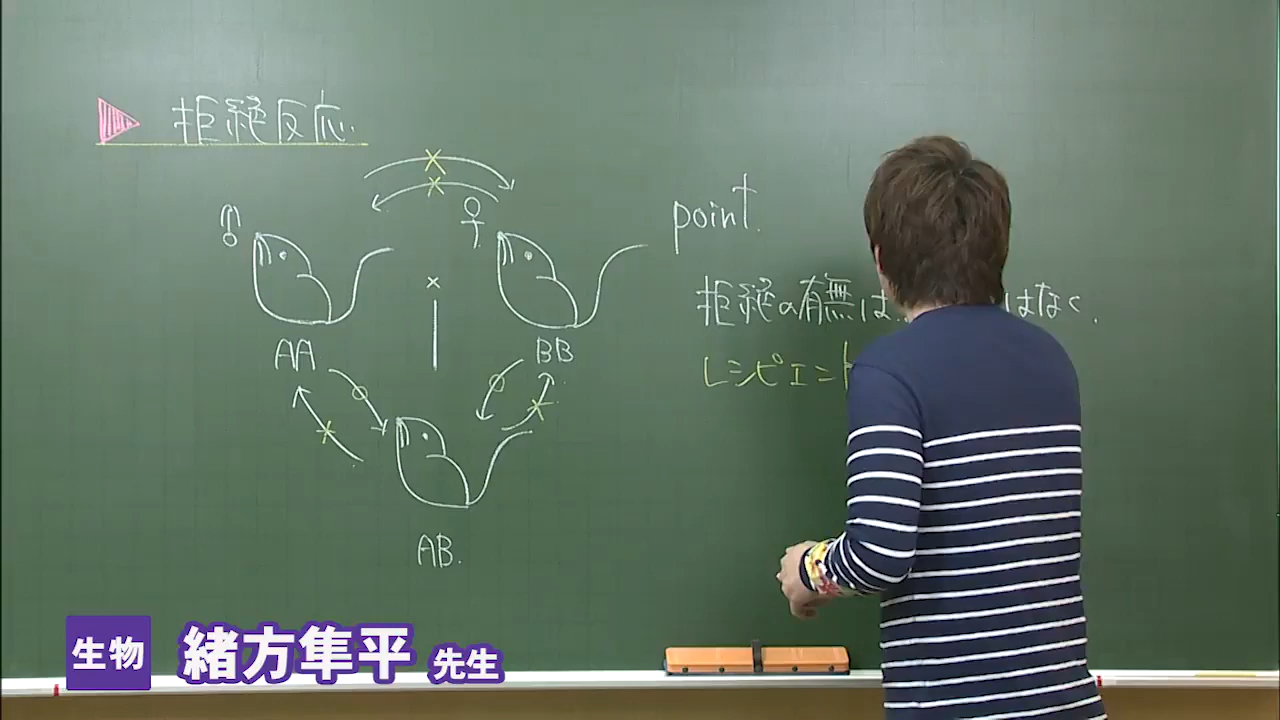 拒絶反応.
point.
拒絶の有無は はなく.
レシピエント
×
AA
BB
AB.
生物 緒方隼平 先生